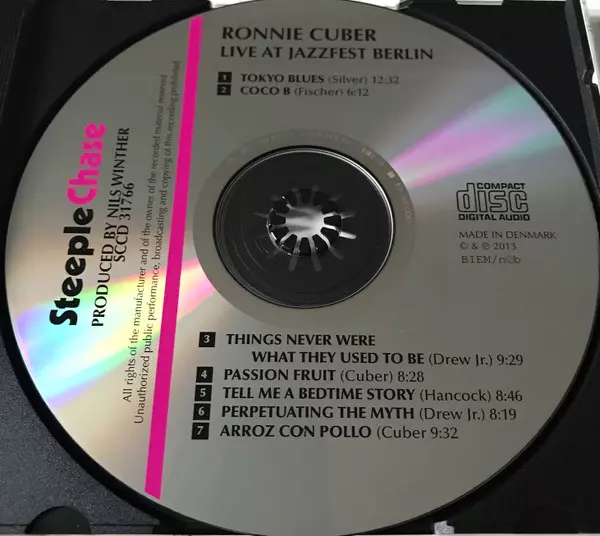 RONNIE CUBER
LIVE AT JAZZFEST BERLIN
1 TOKYO BLUES (Silver) 12:32
2 COCO B (Fischer) 6:12
SteepleChase
PRODUCED BY NILS WINTHER
SCCD 31766
All rights of the manufacturer and of the owner of the recorded material reserved
Unauthorized public performance, broadcasting and copying of this recording prohibited
COMPACT
disc
DIGITAL AUDIO
MADE IN DENMARK
© & ℗ 2013
BIEM/n©b
3 THINGS NEVER WERE
WHAT THEY USED TO BE (Drew Jr.) 9:29
4 PASSION FRUIT (Cuber) 8:28
5 TELL ME A BEDTIME STORY (Hancock) 8:46
6 PERPETUATING THE MYTH (Drew Jr.) 8:19
7 ARROZ CON POLLO (Cuber 9:32